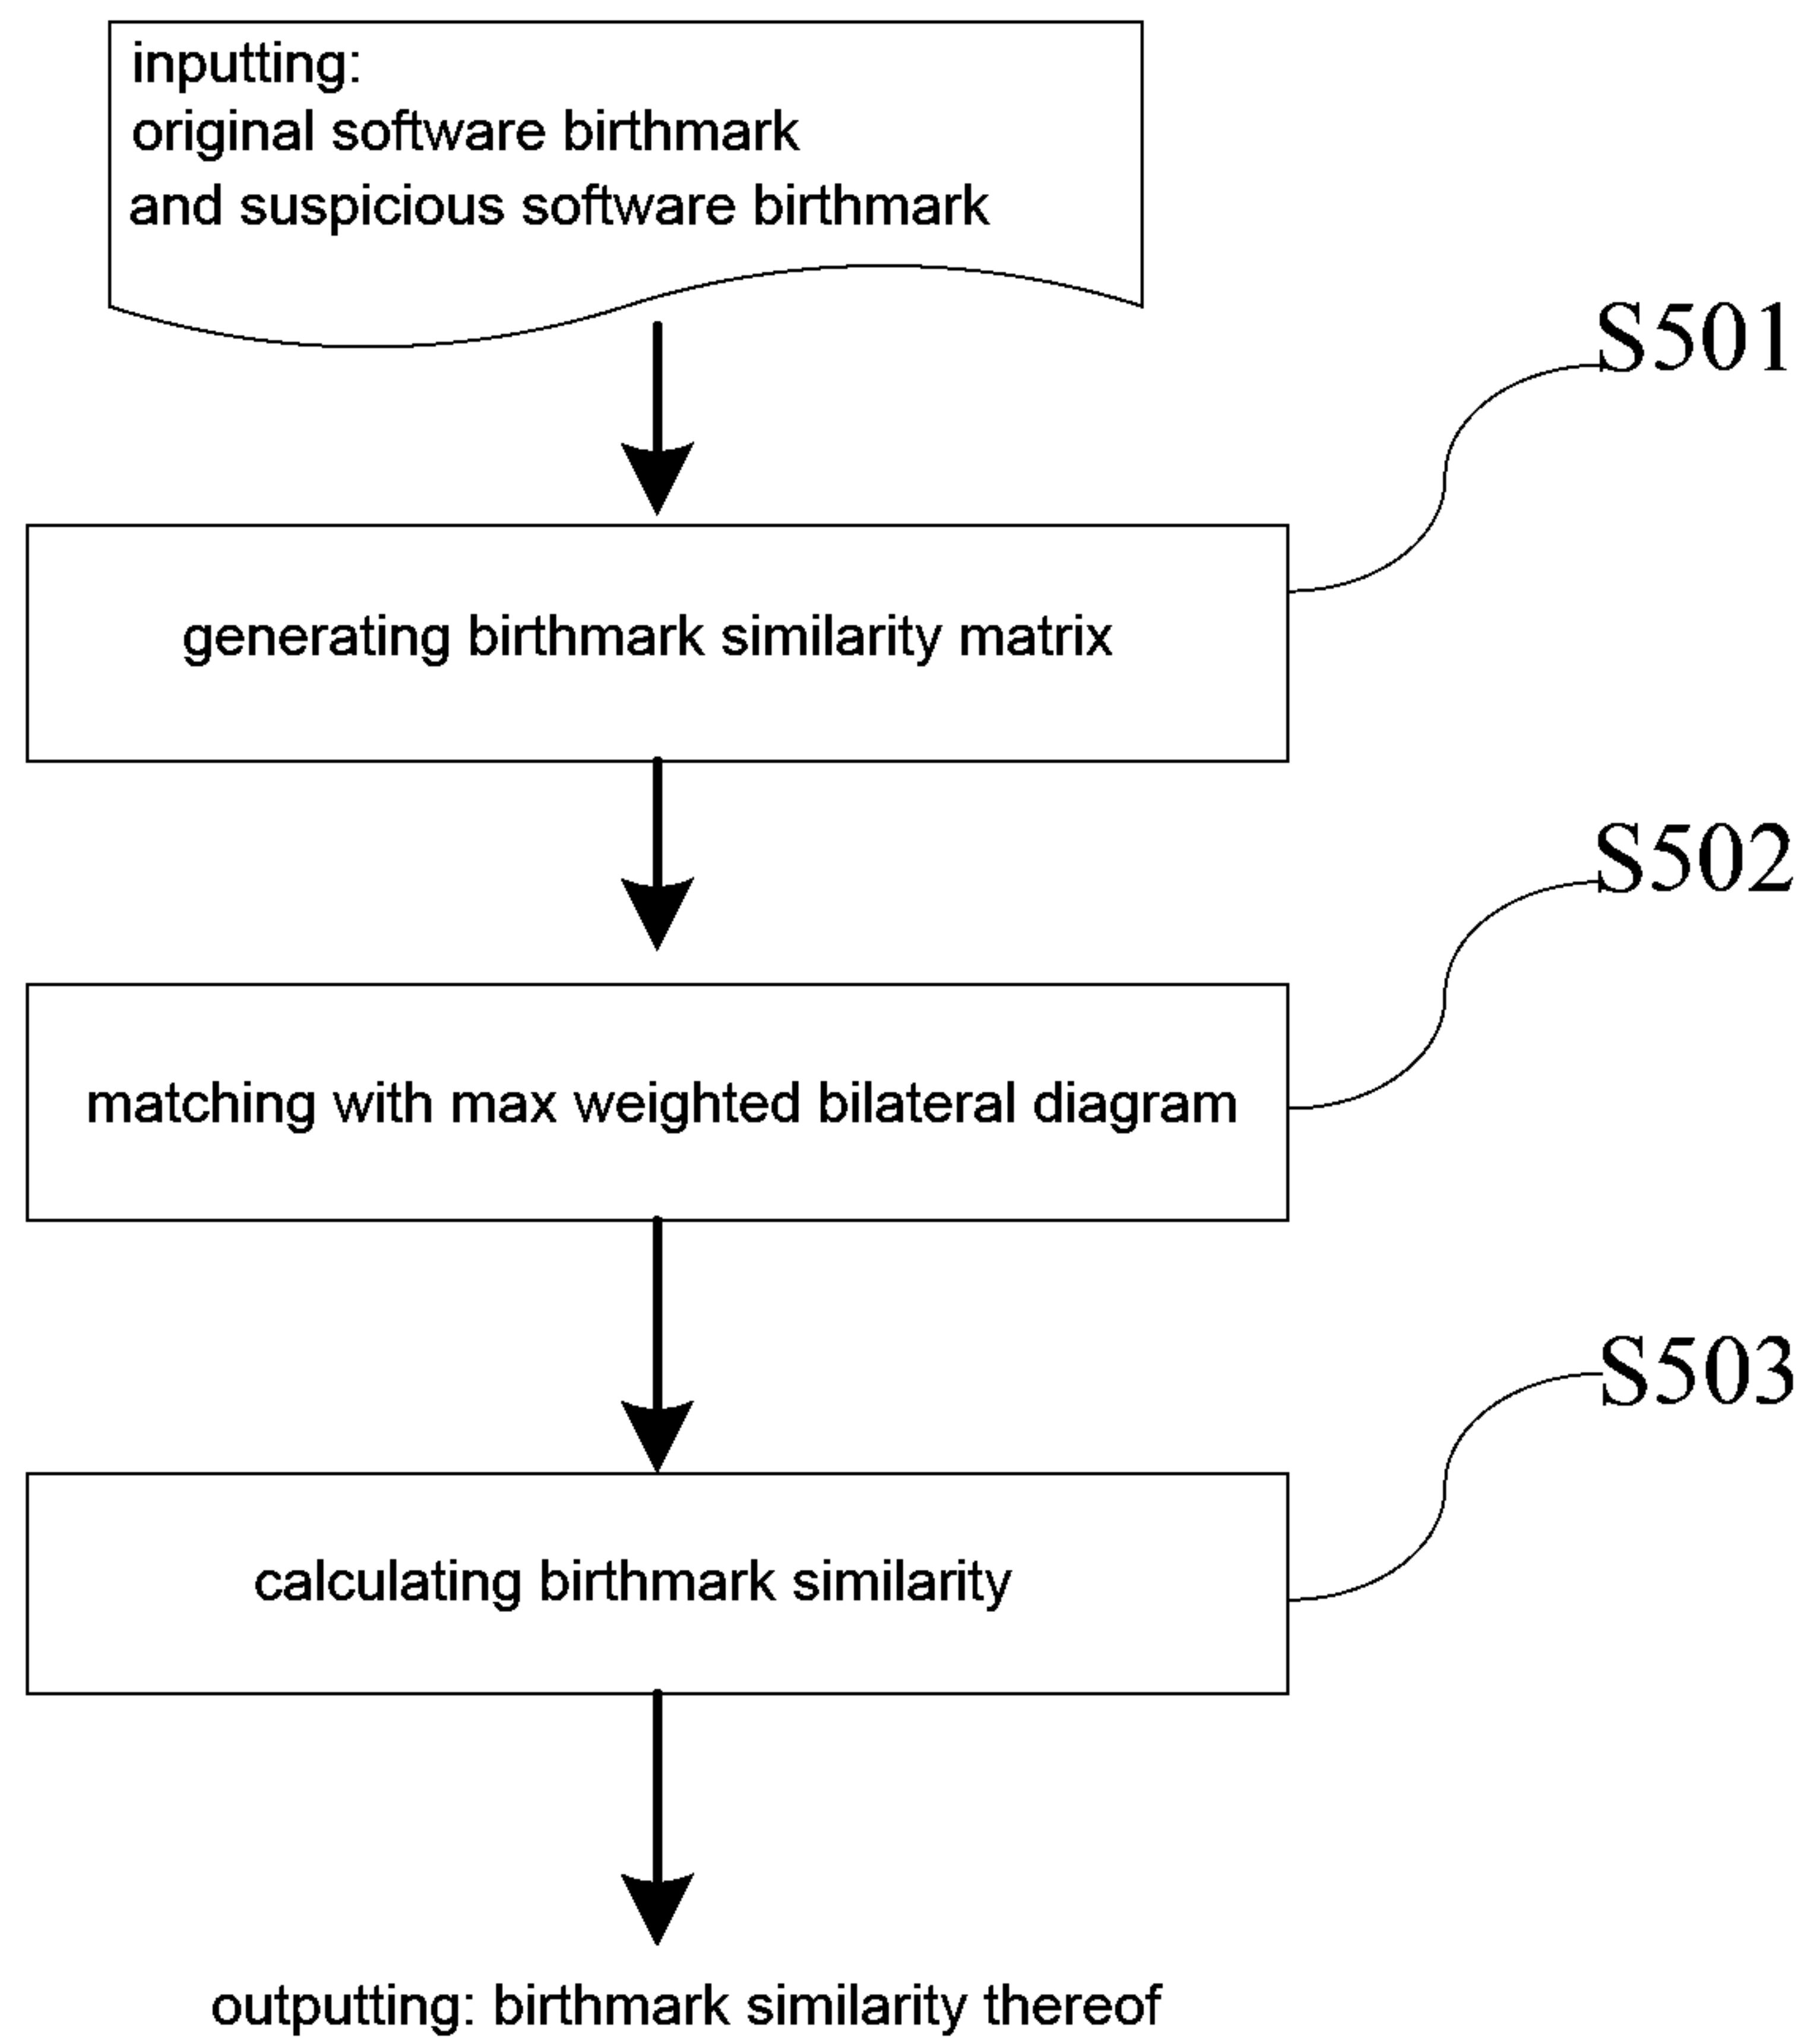 inputting:
original software birthmark
and suspicious software birthmark
S501
generating birthmark similarity matrix
S502
matching with max weighted bilateral diagram
S503
calculating birthmark similarity
outputting: birthmark similarity thereof